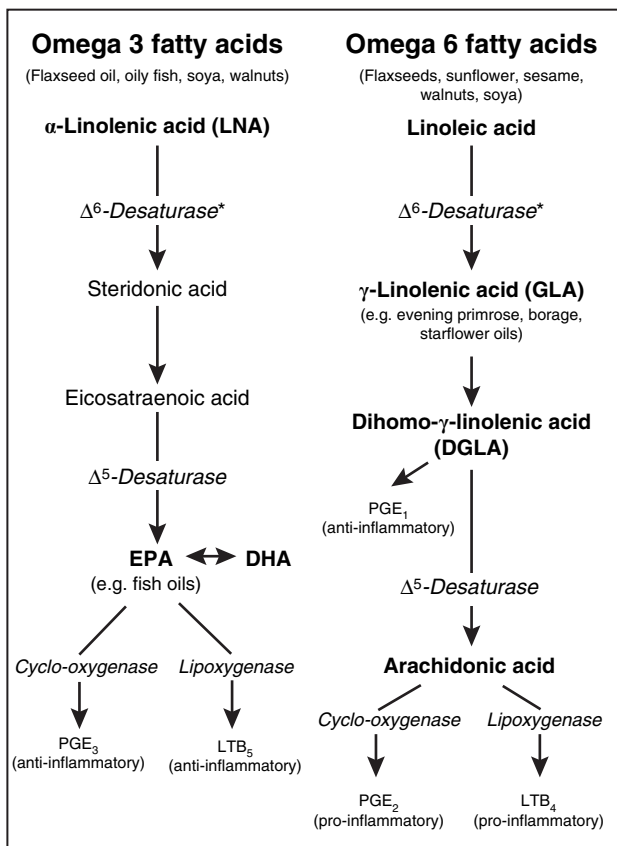 Omega 3 fatty acids
(Flaxseed oil, oily fish, soya, walnuts)
α-Linolenic acid (LNA)
Δ⁶-Desaturase*
Steridonic acid
Eicosatraenoic acid
Δ⁵-Desaturase
EPA
DHA
(e.g. fish oils)
Cyclo-oxygenase
Lipoxygenase
PGE₃
(anti-inflammatory)
LTB₅
(anti-inflammatory)
Omega 6 fatty acids
(Flaxseeds, sunflower, sesame,
walnuts, soya)
Linoleic acid
Δ⁶-Desaturase*
γ-Linolenic acid (GLA)
(e.g. evening primrose, borage,
starflower oils)
Dihomo-γ-linolenic acid
(DGLA)
PGE₁
(anti-inflammatory)
Δ⁵-Desaturase
Arachidonic acid
Cyclo-oxygenase
Lipoxygenase
PGE₂
(pro-inflammatory)
LTB₄
(pro-inflammatory)